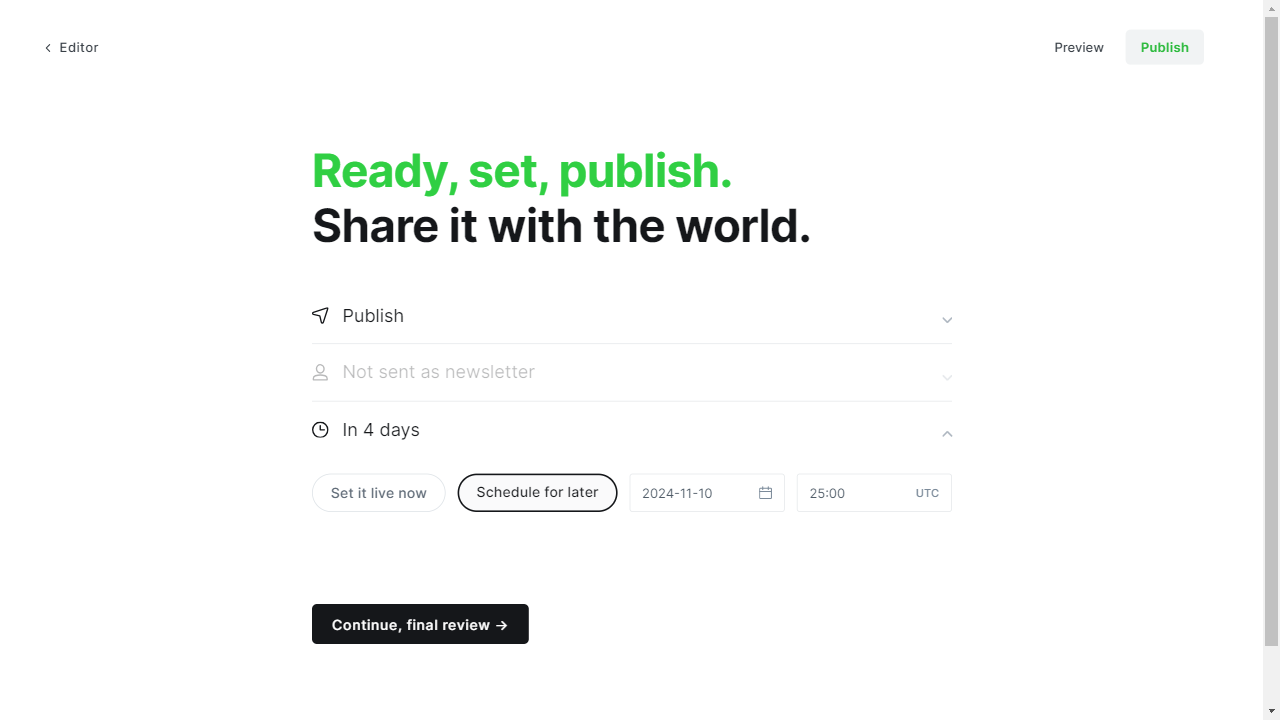 Editor
Preview
Publish
Ready, set, publish.
Share it with the world.
Publish
Not sent as newsletter
In 4 days
Set it live now
Schedule for later
2024-11-10
25:00
UTC
Continue, final review →